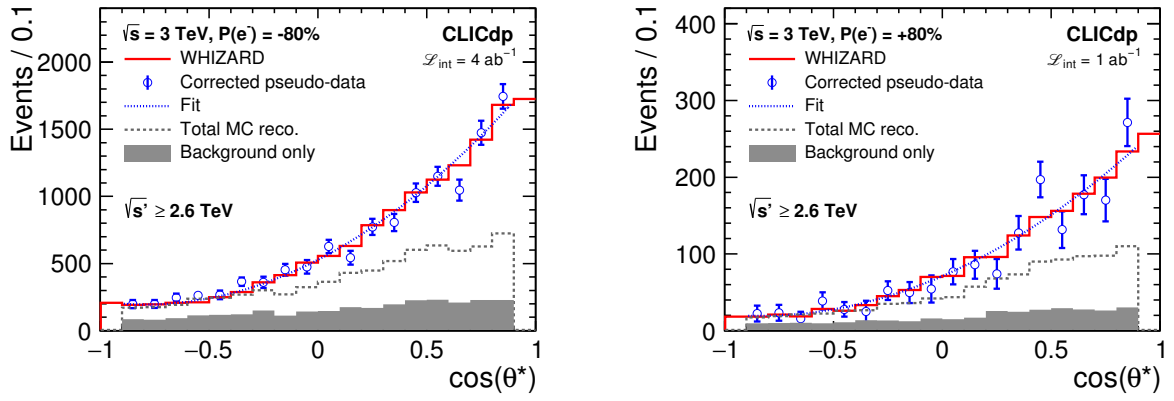 √s = 3 TeV, P(e⁻) = -80%
CLICdp
WHIZARD
ℒint = 4 ab⁻¹
Corrected pseudo-data
Fit
Total MC reco.
Background only
√s' ≥ 2.6 TeV
Events / 0.1
2000
1500
1000
500
0
−1
−0.5
0
0.5
1
cos(θ*)
√s = 3 TeV, P(e⁻) = +80%
CLICdp
WHIZARD
ℒint = 1 ab⁻¹
Corrected pseudo-data
Fit
Total MC reco.
Background only
√s' ≥ 2.6 TeV
Events / 0.1
400
300
200
100
0
−1
−0.5
0
0.5
1
cos(θ*)